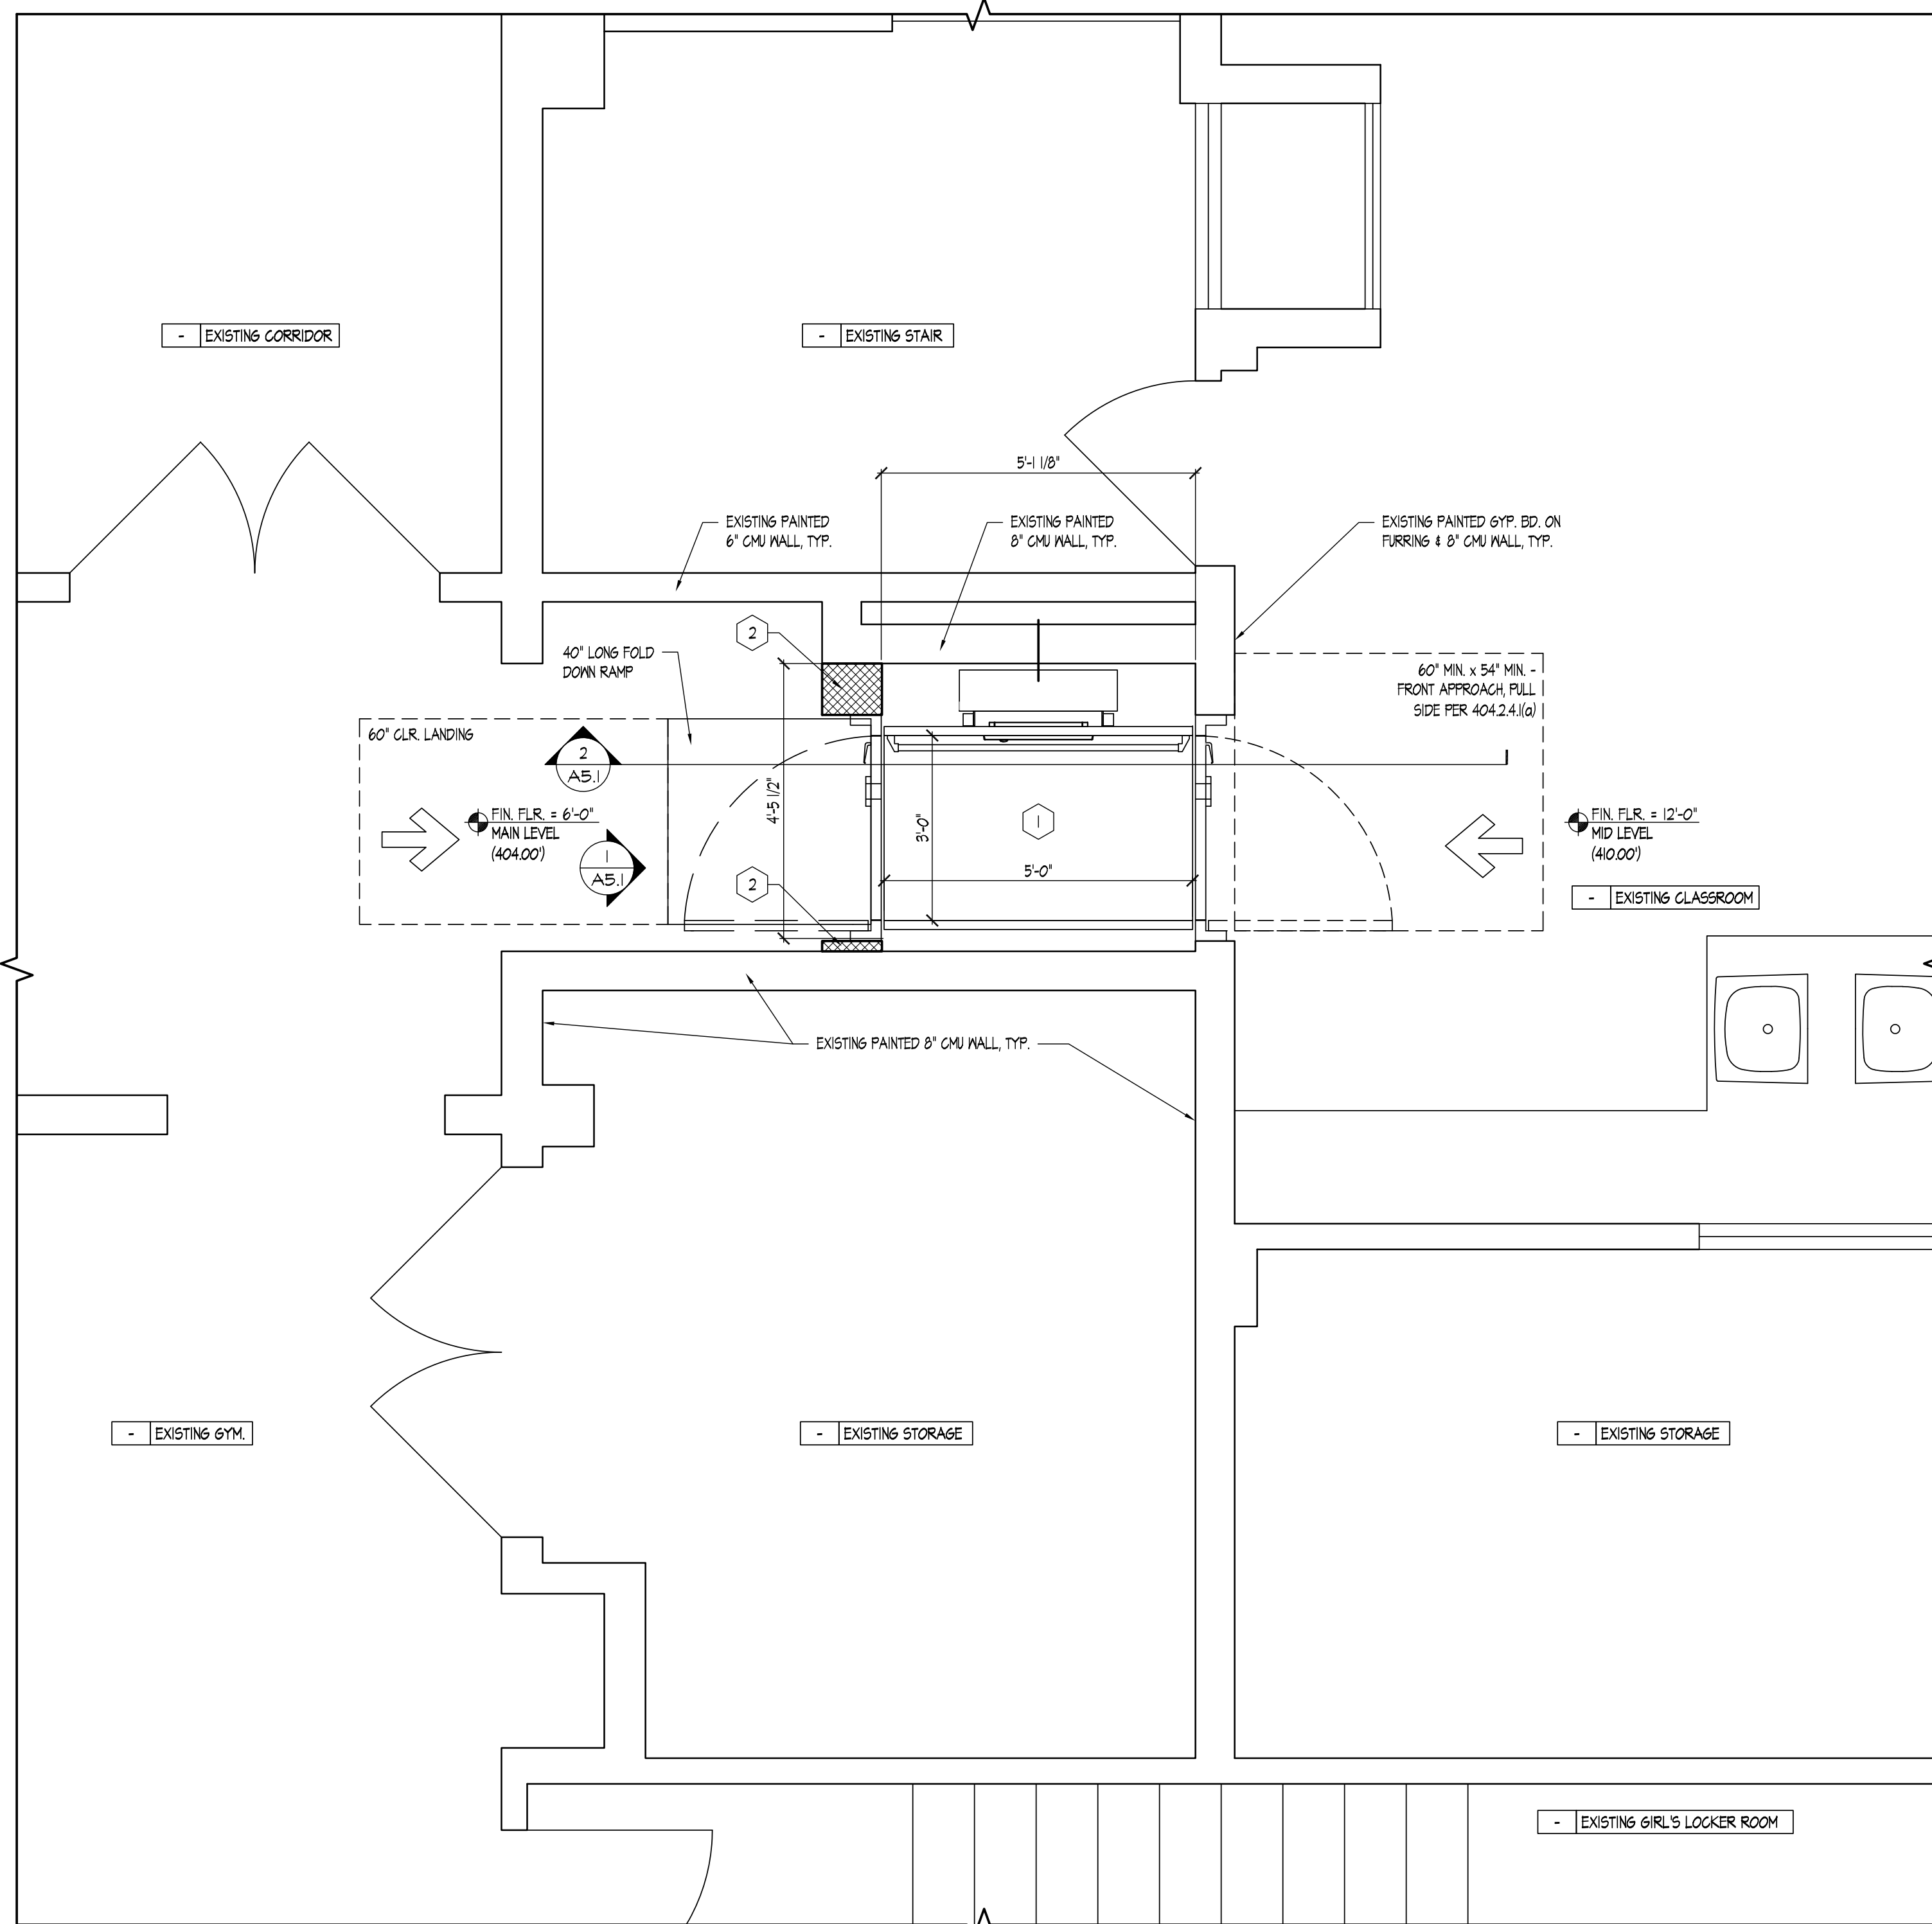 - EXISTING CORRIDOR
- EXISTING STAIR
5'-1 1/8"
EXISTING PAINTED
6" CMU WALL, TYP.
EXISTING PAINTED
8" CMU WALL, TYP.
EXISTING PAINTED GYP. BD. ON
FURRING & 8" CMU WALL, TYP.
2
40" LONG FOLD
DOWN RAMP
60" MIN. x 54" MIN. -
FRONT APPROACH, PULL
SIDE PER 404.2.4.1(a)
60" CLR. LANDING
2
A5.1
4'-5 1/2"
3'-0"
1
FIN. FLR. = 6'-0"
MAIN LEVEL
(404.00')
FIN. FLR. = 12'-0"
MID LEVEL
(410.00')
1
A5.1
2
5'-0"
- EXISTING CLASSROOM
EXISTING PAINTED 8" CMU WALL, TYP.
- EXISTING GYM.
- EXISTING STORAGE
- EXISTING STORAGE
- EXISTING GIRL'S LOCKER ROOM